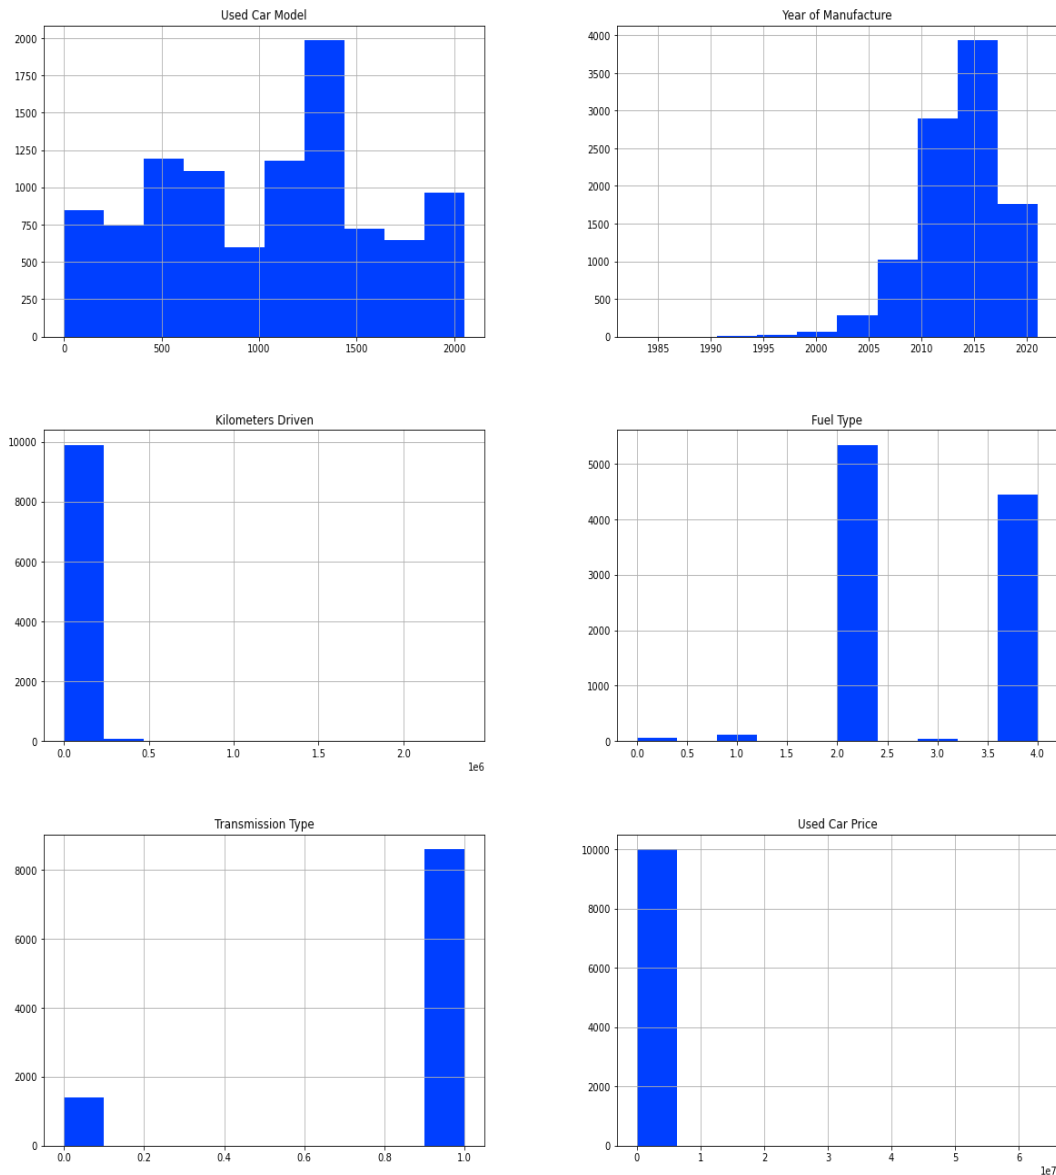 Used Car Model
2000
1750
1500
1250
1000
750
500
250
0
0 500 1000 1500 2000
Year of Manufacture
4000
3500
3000
2500
2000
1500
1000
500
0
1985 1990 1995 2000 2005 2010 2015 2020
Kilometers Driven
10000
8000
6000
4000
2000
0
0.0 0.5 1.0 1.5 2.0
1e6
Fuel Type
5000
4000
3000
2000
1000
0
0.0 0.5 1.0 1.5 2.0 2.5 3.0 3.5 4.0
Transmission Type
8000
6000
4000
2000
0
0.0 0.2 0.4 0.6 0.8 1.0
Used Car Price
10000
8000
6000
4000
2000
0
0 1 2 3 4 5 6
1e7